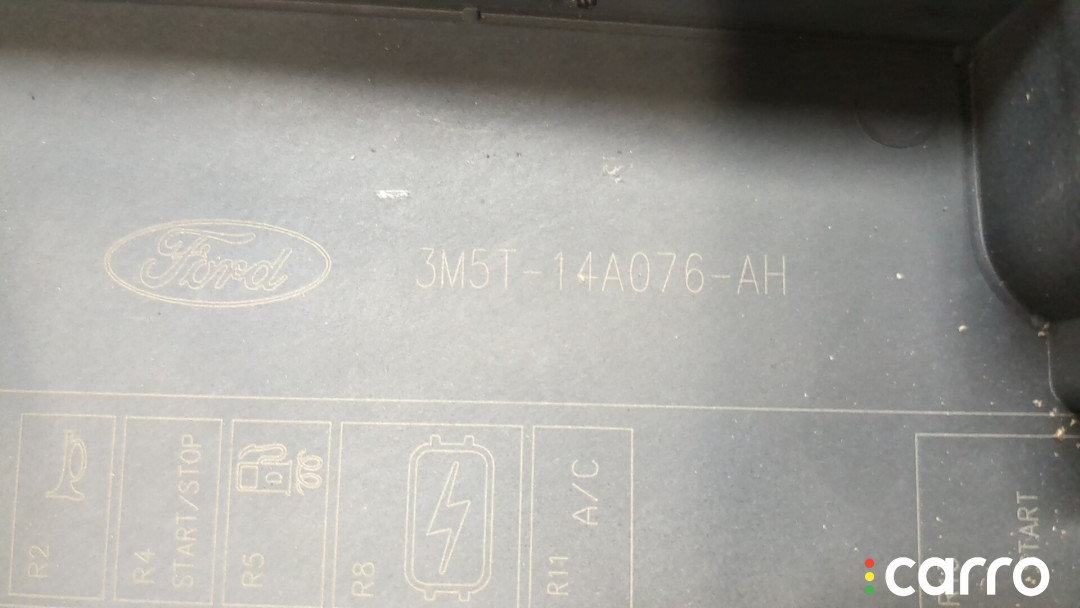 Ford
3M5T-14A076-AH
R2
R4
START/STOP
R5
D
R8
R11
A/C
START
carro